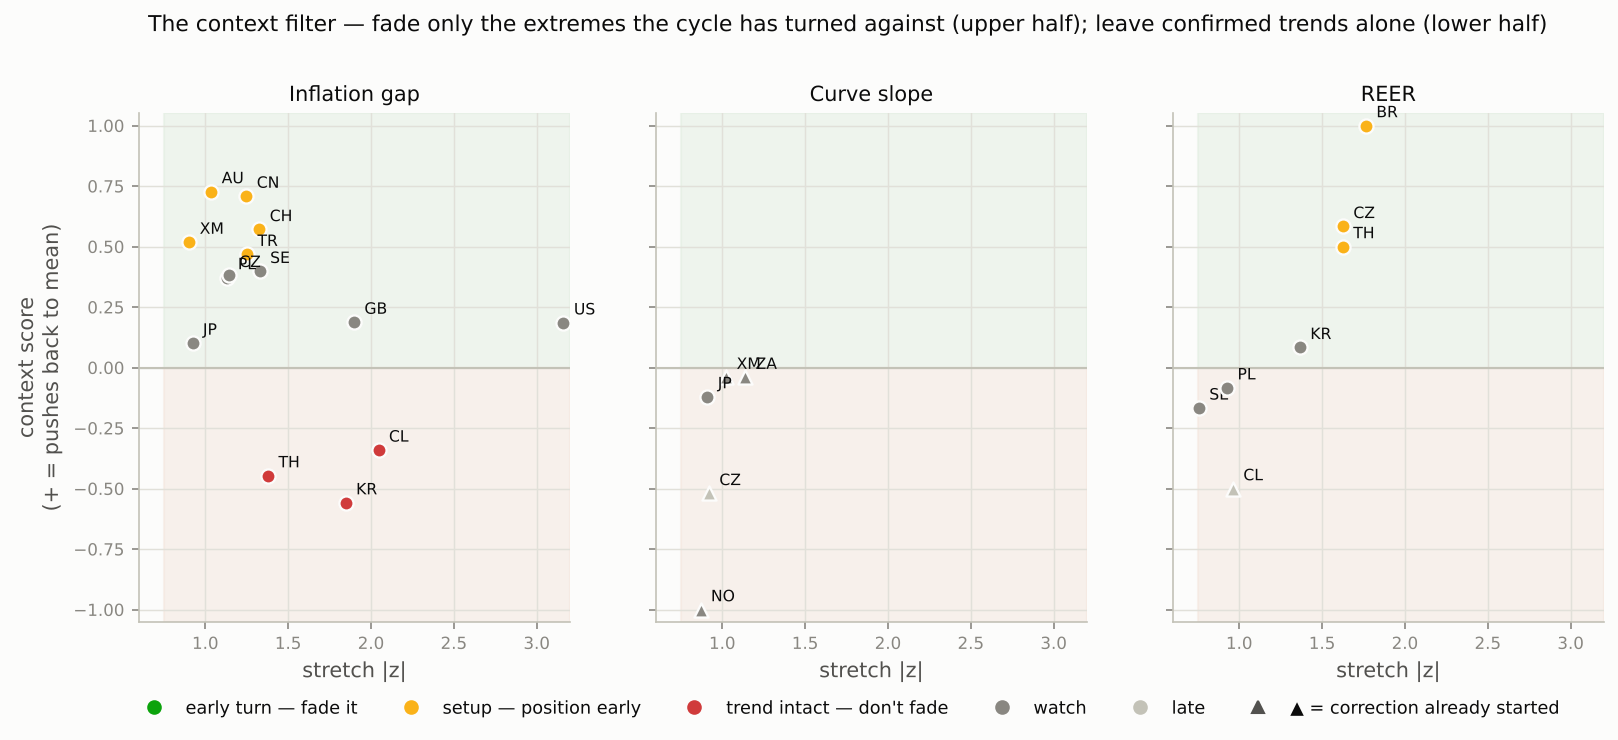 The context filter — fade only the extremes the cycle has turned against (upper half); leave confirmed trends alone (lower half)
Inflation gap
Curve slope
REER
context score
(+ = pushes back to mean)
1.00
0.75
0.50
0.25
0.00
−0.25
−0.50
−0.75
−1.00
AU
CN
CH
XM
TR
CZ
PL
SE
GB
US
JP
CL
TH
KR
1.0 1.5 2.0 2.5 3.0
stretch |z|
XM
ZA
JP
CZ
NO
1.0 1.5 2.0 2.5 3.0
stretch |z|
BR
CZ
TH
KR
PL
CL
1.0 1.5 2.0 2.5 3.0
stretch |z|
early turn — fade it
setup — position early
trend intact — don't fade
watch
late
▲ = correction already started